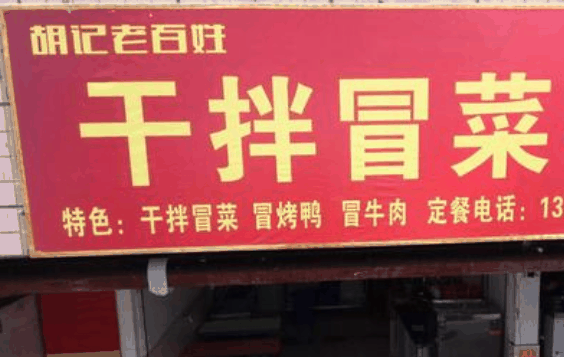 胡记老百姓
干拌冒菜
特色：干拌冒菜 冒烤鸭 冒牛肉 定餐电话：13